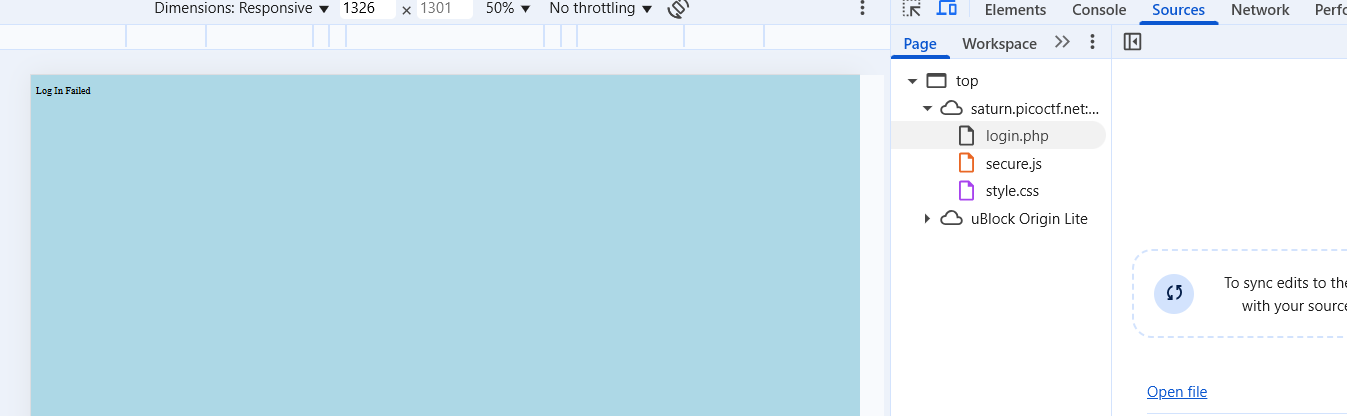 Dimensions: Responsive ▼ 1326 × 1301 50% ▼ No throttling ▼
Elements Console Sources Network Perfo
Page Workspace
top
Log In Failed
saturn.picoctf.net:...
login.php
secure.js
style.css
uBlock Origin Lite
To sync edits to the
with your source
Open file